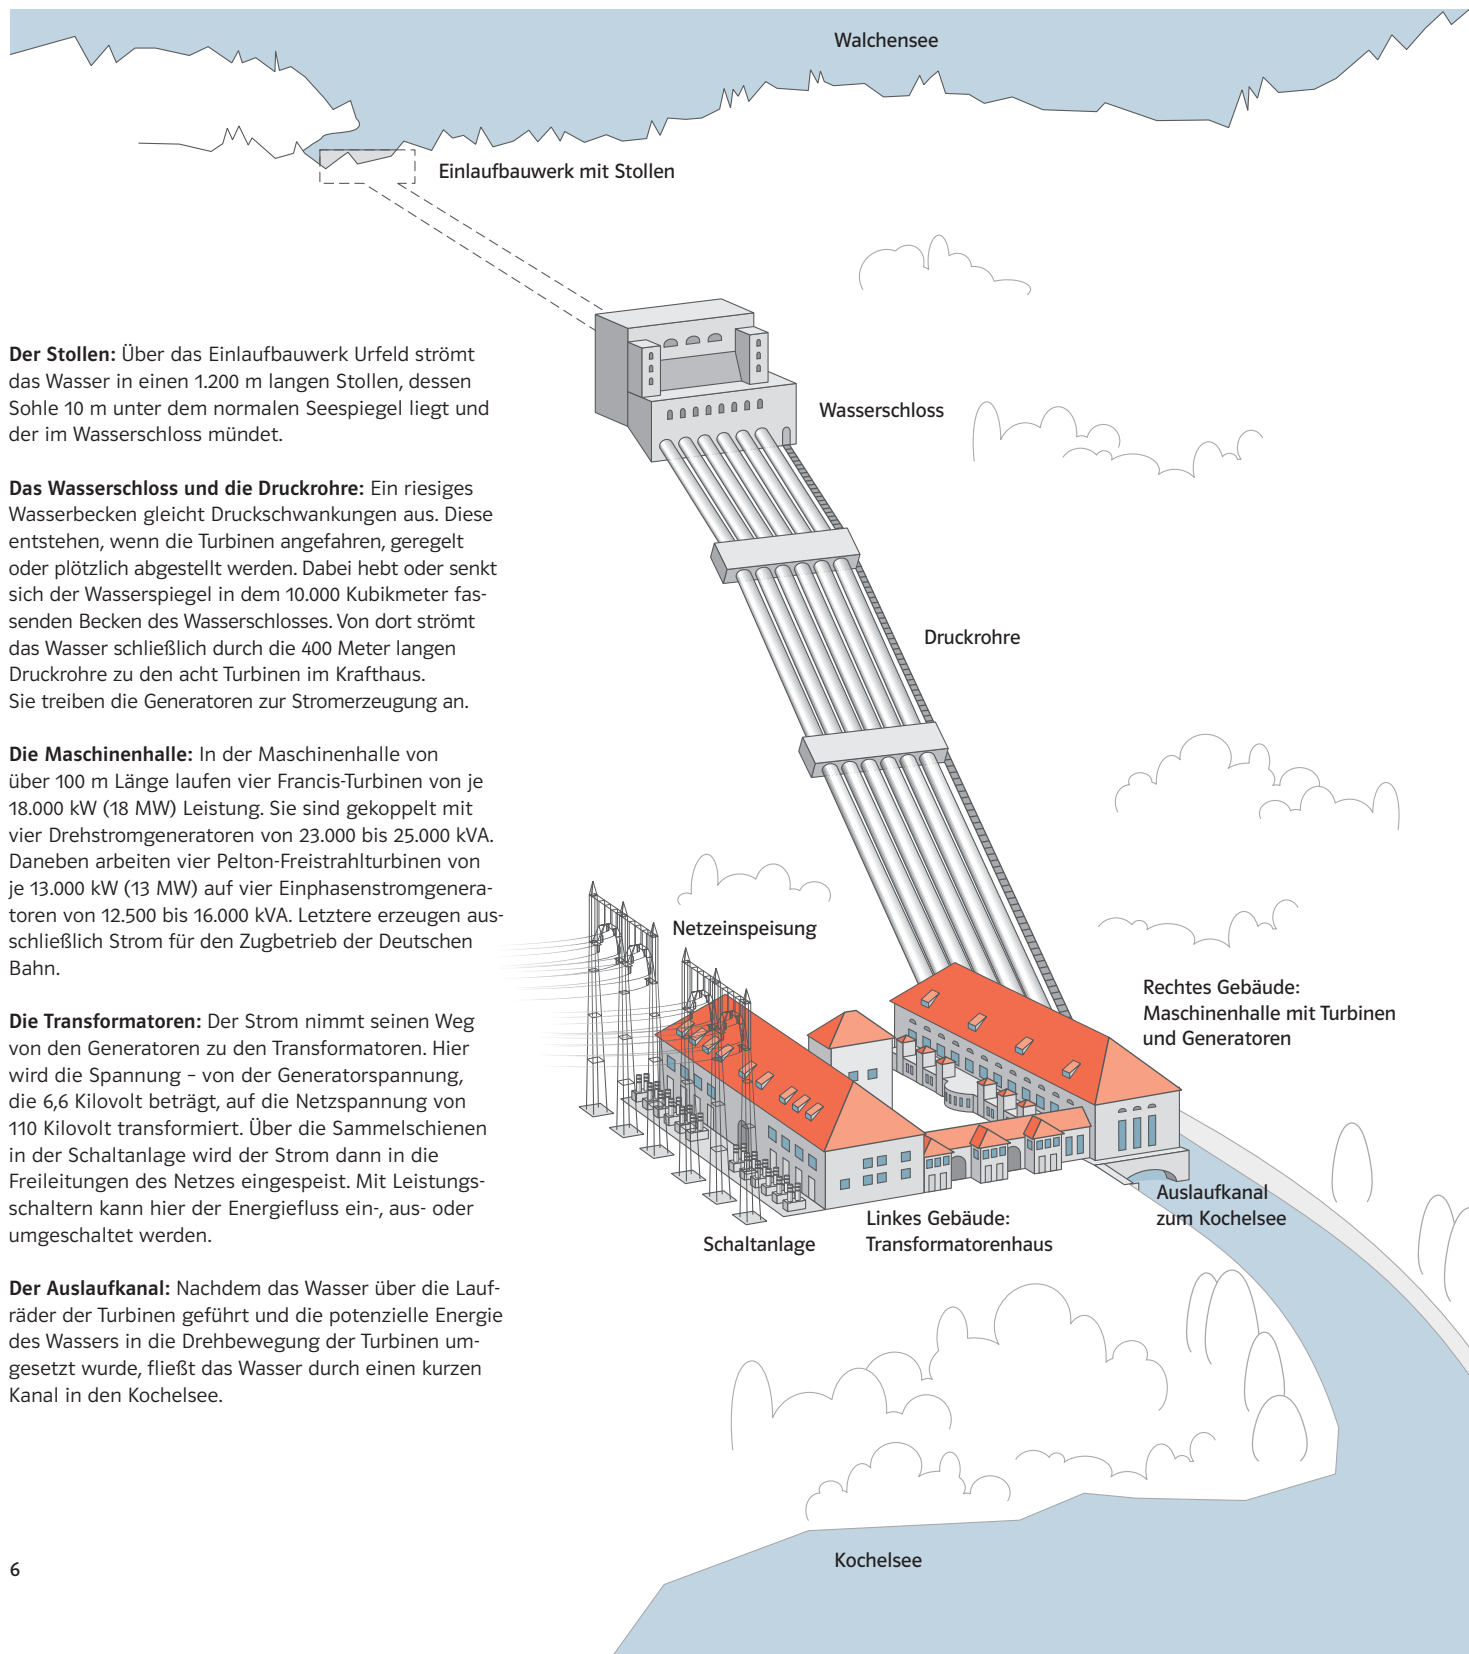 Walchensee
Einlaufbauwerk mit Stollen
Der Stollen: Über das Einlaufbauwerk Urfeld strömt
das Wasser in einen 1.200 m langen Stollen, dessen
Sohle 10 m unter dem normalen Seespiegel liegt und
der im Wasserschloss mündet.
Wasserschloss
Das Wasserschloss und die Druckrohre: Ein riesiges
Wasserbecken gleicht Druckschwankungen aus. Diese
entstehen, wenn die Turbinen angefahren, geregelt
oder plötzlich abgestellt werden. Dabei hebt oder senkt
sich der Wasserspiegel in dem 10.000 Kubikmeter fas-
senden Becken des Wasserschlosses. Von dort strömt
das Wasser schließlich durch die 400 Meter langen
Druckrohre zu den acht Turbinen im Krafthaus.
Sie treiben die Generatoren zur Stromerzeugung an.
Druckrohre
Die Maschinenhalle: In der Maschinenhalle von
über 100 m Länge laufen vier Francis-Turbinen von je
18.000 kW (18 MW) Leistung. Sie sind gekoppelt mit
vier Drehstromgeneratoren von 23.000 bis 25.000 kVA.
Daneben arbeiten vier Pelton-Freistrahlturbinen von
je 13.000 kW (13 MW) auf vier Einphasenstromgenera-
toren von 12.500 bis 16.000 kVA. Letztere erzeugen aus-
schließlich Strom für den Zugbetrieb der Deutschen
Bahn.
Netzeinspeisung
Rechtes Gebäude:
Maschinenhalle mit Turbinen
und Generatoren
Die Transformatoren: Der Strom nimmt seinen Weg
von den Generatoren zu den Transformatoren. Hier
wird die Spannung – von der Generatorspannung,
die 6,6 Kilovolt beträgt, auf die Netzspannung von
110 Kilovolt transformiert. Über die Sammelschienen
in der Schaltanlage wird der Strom dann in die
Freileitungen des Netzes eingespeist. Mit Leistungs-
schaltern kann hier der Energiefluss ein-, aus- oder
umgeschaltet werden.
Auslaufkanal
zum Kochelsee
Linkes Gebäude:
Transformatorenhaus
Schaltanlage
Der Auslaufkanal: Nachdem das Wasser über die Lauf-
räder der Turbinen geführt und die potenzielle Energie
des Wassers in die Drehbewegung der Turbinen um-
gesetzt wurde, fließt das Wasser durch einen kurzen
Kanal in den Kochelsee.
Kochelsee
6